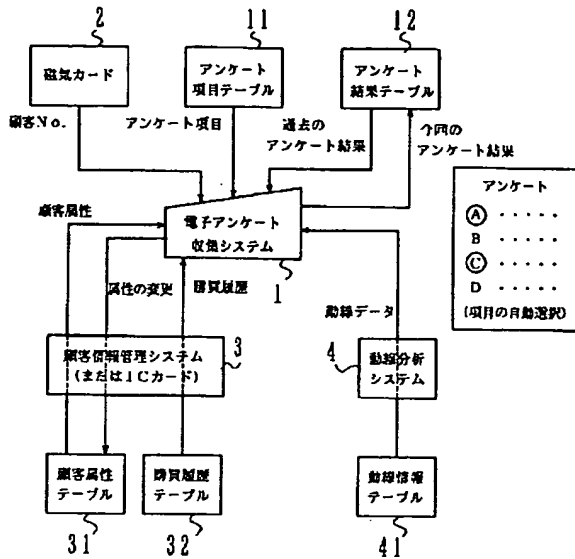 2
11
12
磁気カード
アンケート
項目テーブル
アンケート
結果テーブル
顧客No.
アンケート項目
過去の
アンケート結果
今回の
アンケート結果
顧客属性
電子アンケート
収集システム
1
属性の変更
購買履歴
動線データ
アンケート
A ・・・・・
B ・・・・・
C ・・・・・
D ・・・・・
(項目の自動選択)
顧客情報管理システム
(またはICカード)
3
4
動線分析
システム
顧客属性
テーブル
購買履歴
テーブル
動線情報
テーブル
31
32
41